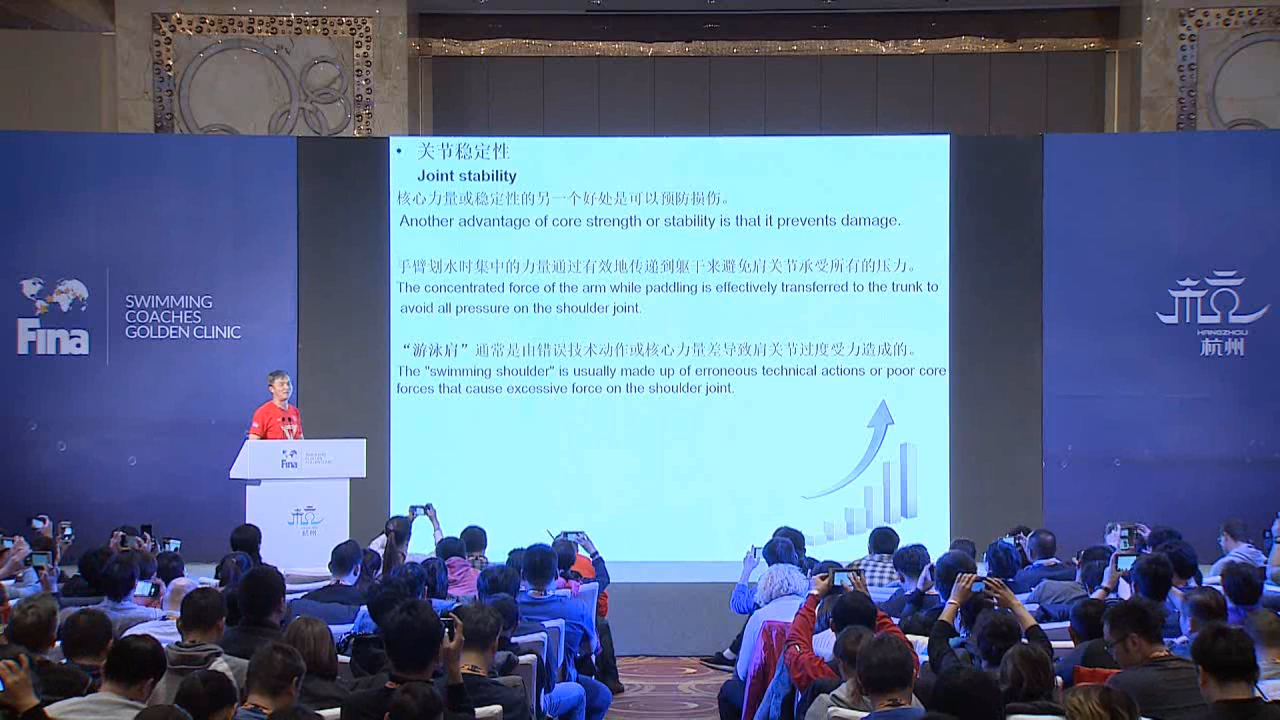 • 关节稳定性
Joint stability
核心力量或稳定性的另一个好处是可以预防损伤。
Another advantage of core strength or stability is that it prevents damage.
手臂划水时集中的力量通过有效地传递到躯干来避免肩关节承受所有的压力。
The concentrated force of the arm while paddling is effectively transferred to the trunk to
avoid all pressure on the shoulder joint.
“游泳肩”通常是由错误技术动作或核心力量差导致肩关节过度受力造成的。
The "swimming shoulder" is usually made up of erroneous technical actions or poor core
forces that cause excessive force on the shoulder joint.
Fina
SWIMMING
COACHES
GOLDEN CLINIC
HANGZHOU
杭州
Fina
杭州